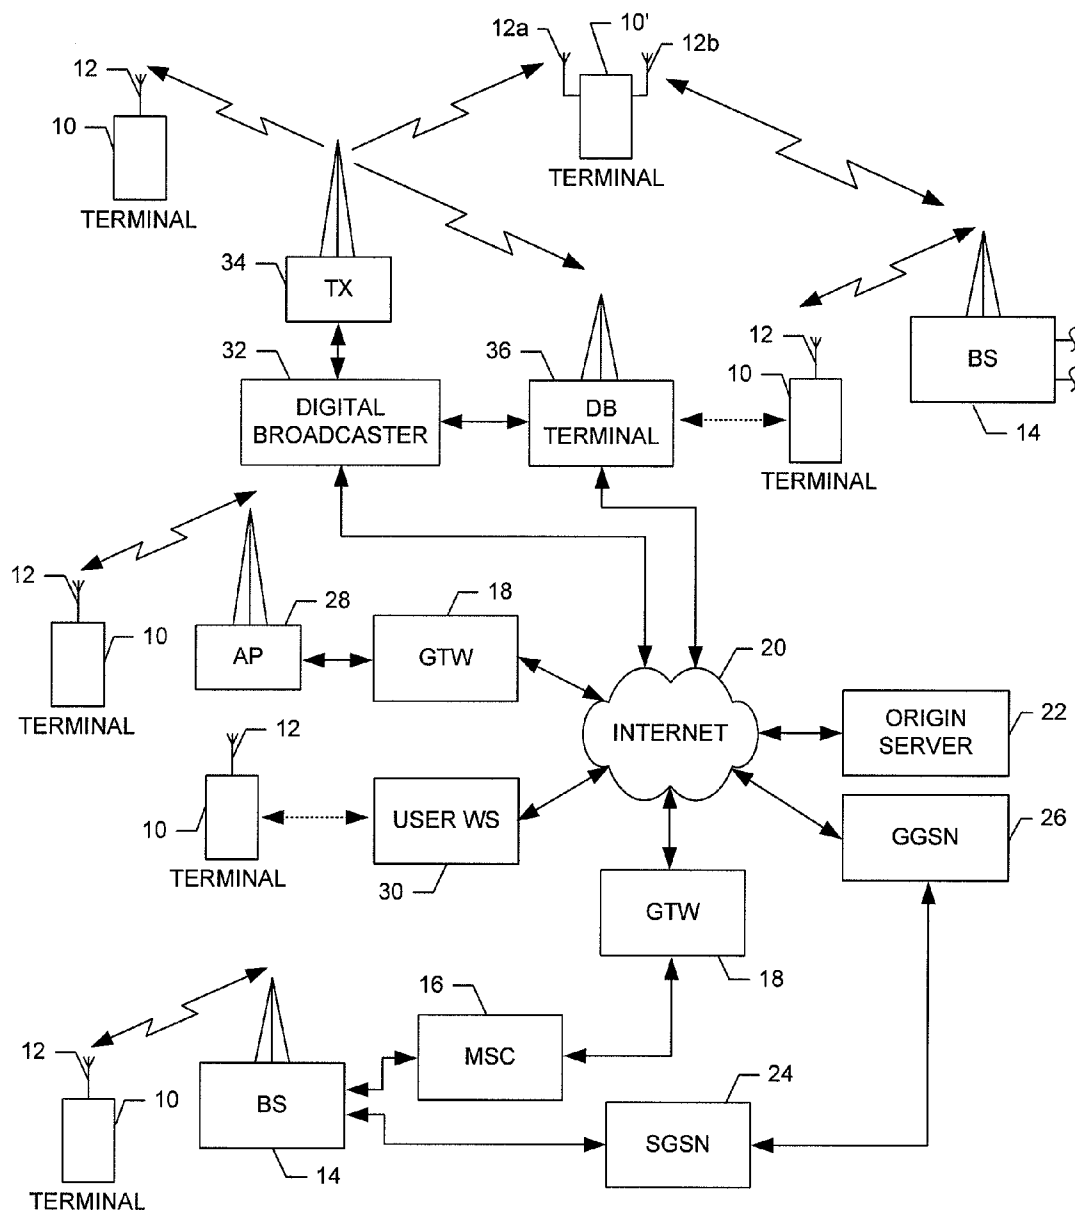 12a
10'
12b
12
10
TERMINAL
TERMINAL
34
TX
32
36
12
10
BS
DIGITAL
BROADCASTER
DB
TERMINAL
14
TERMINAL
12
28
18
10
AP
GTW
20
TERMINAL
INTERNET
ORIGIN
SERVER
22
12
10
USER WS
GGSN
26
TERMINAL
30
GTW
18
16
12
MSC
10
BS
24
SGSN
14
TERMINAL